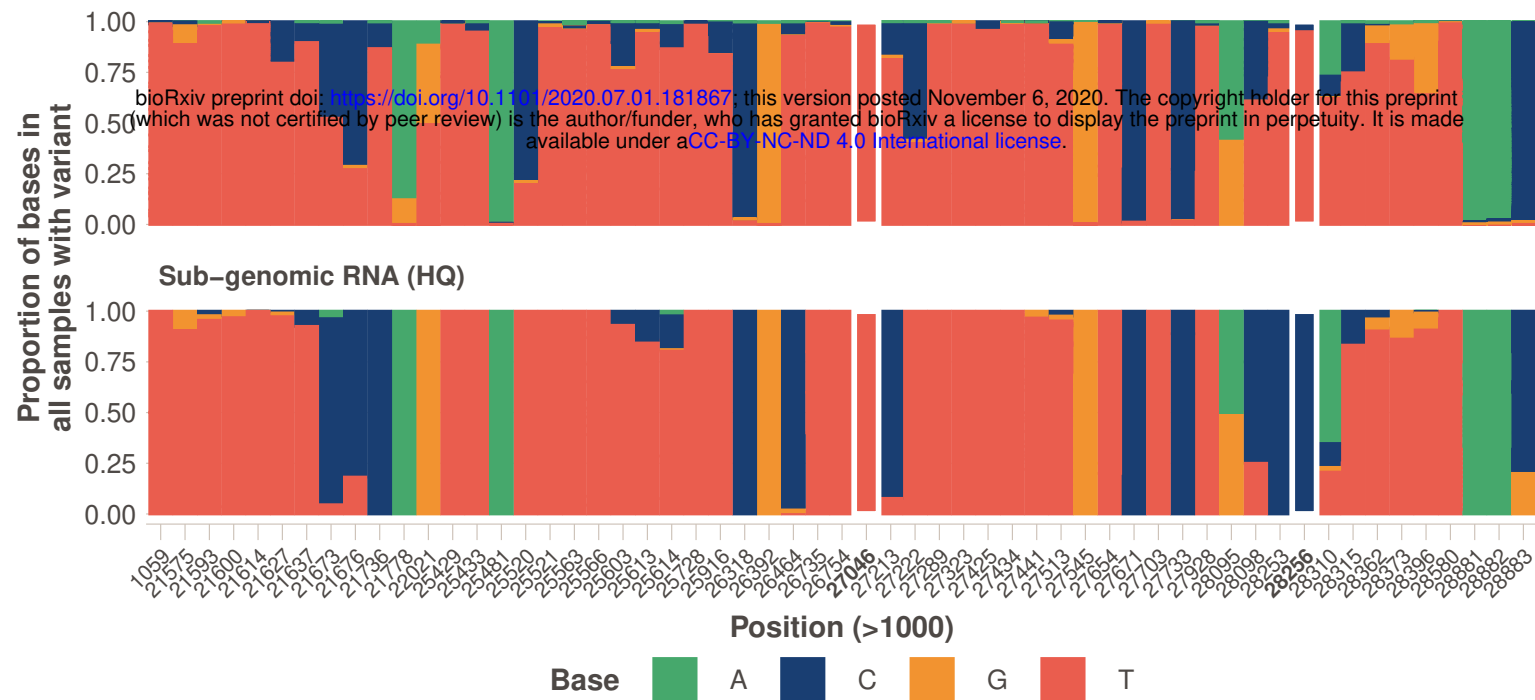 1.00
0.75
0.50
0.25
0.00
bioRxiv preprint doi: https://doi.org/10.1101/2020.07.01.181867; this version posted November 6, 2020. The copyright holder for this preprint
(which was not certified by peer review) is the author/funder, who has granted bioRxiv a license to display the preprint in perpetuity. It is made
available under aCC-BY-NC-ND 4.0 International license.
Proportion of bases in
all samples with variant
Sub−genomic RNA (HQ)
1.00
0.75
0.50
0.25
0.00
1059 21575 21593 21600 21614 21627 21637 21673 21676 21736 21778 22021 25429 25433 25481 25520 25521 25563 25566 25603 25613 25614 25728 25916 26318 26392 26464 26735 26754 27046 27213 27222 27289 27323 27425 27434 27441 27513 27545 27654 27671 27703 27733 27928 28095 28098 28253 28256 28310 28315 28362 28373 28396 28580 28881 28882 28883
Position (>1000)
Base A C G T